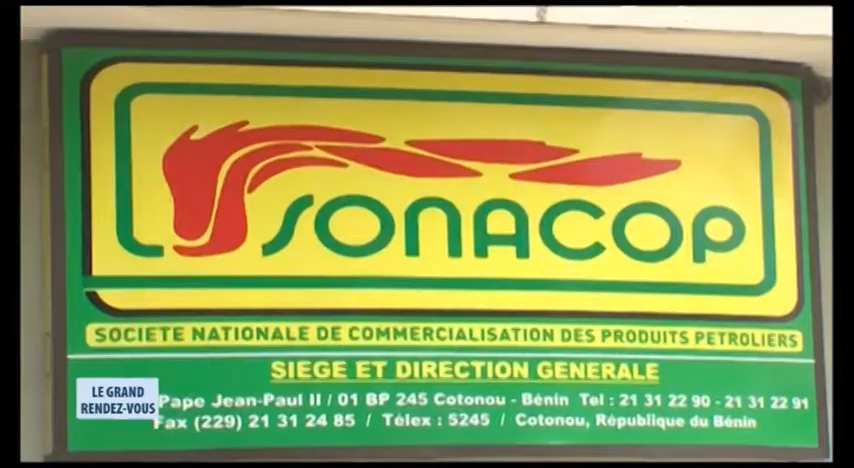 SONACOP
SOCIETE NATIONALE DE COMMERCIALISATION DES PRODUITS PETROLIERS
SIEGE ET DIRECTION GENERALE
Pape Jean-Paul II / 01 BP 245 Cotonou - Bénin Tel : 21 31 22 90 - 21 31 22 91
Fax (229) 21 31 24 85 / Télex : 5245 / Cotonou, République du Bénin
LE GRAND
RENDEZ-VOUS